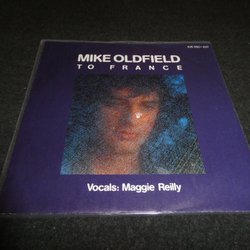 MIKE OLDFIELD
TO FRANCE
Vocals: Maggie Reilly